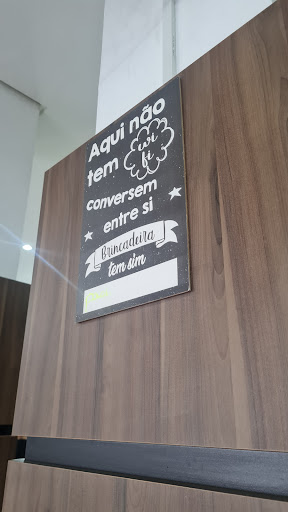 Aqui não
tem wi
fi
conversem
entre si
Brincadeira
tem sim